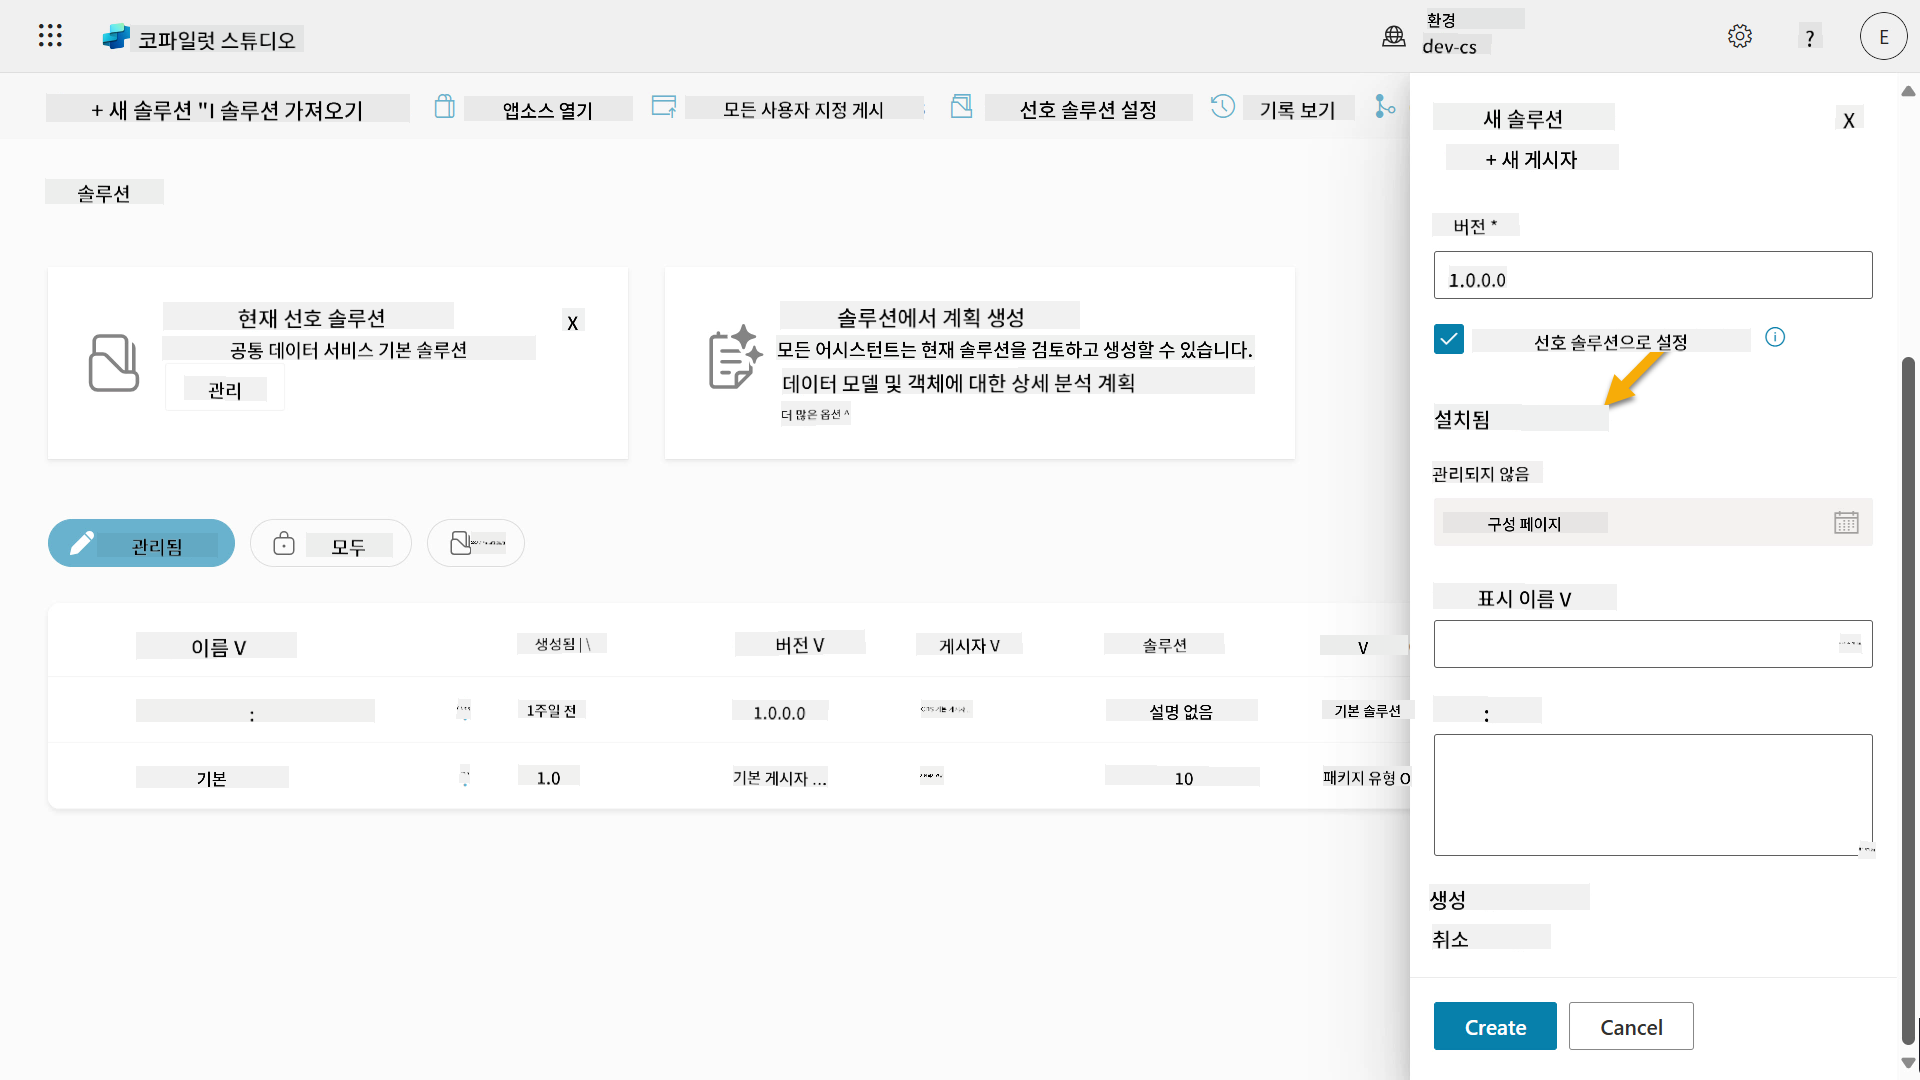 코파일럿 스튜디오
환경
dev-cs
?
E
+ 새 솔루션 "I 솔루션 가져오기
앱소스 열기
모든 사용자 지정 게시
선호 솔루션 설정
기록 보기
솔루션
현재 선호 솔루션
X
공통 데이터 서비스 기본 솔루션
관리
솔루션에서 계획 생성
모든 어시스턴트는 현재 솔루션을 검토하고 생성할 수 있습니다.
데이터 모델 및 객체에 대한 상세 분석 계획
더 많은 옵션 ^
관리됨
모두
이름 V
생성됨 | \
버전 V
게시자 V
솔루션
V
:
1주일 전
1.0.0.0
설명 없음
기본 솔루션
기본
1.0
기본 게시자 ...
10
패키지 유형 O
새 솔루션
X
+ 새 게시자
버전 *
1.0.0.0
선호 솔루션으로 설정
설치됨
관리되지 않음
구성 페이지
표시 이름 V
:
생성
취소
Create
Cancel